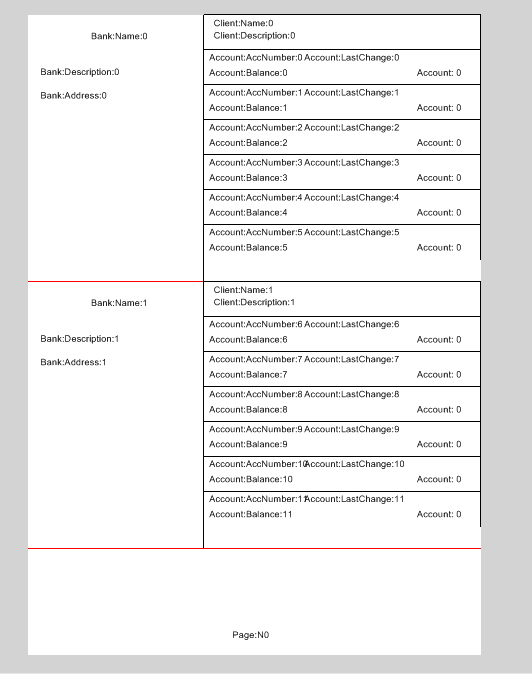 Client:Name:0
Bank:Name:0
Client:Description:0
Account:AccNumber:0 Account:LastChange:0
Bank:Description:0
Account:Balance:0
Account: 0
Bank:Address:0
Account:AccNumber:1 Account:LastChange:1
Account:Balance:1
Account: 0
Account:AccNumber:2 Account:LastChange:2
Account:Balance:2
Account: 0
Account:AccNumber:3 Account:LastChange:3
Account:Balance:3
Account: 0
Account:AccNumber:4 Account:LastChange:4
Account:Balance:4
Account: 0
Account:AccNumber:5 Account:LastChange:5
Account:Balance:5
Account: 0
Client:Name:1
Bank:Name:1
Client:Description:1
Account:AccNumber:6 Account:LastChange:6
Bank:Description:1
Account:Balance:6
Account: 0
Bank:Address:1
Account:AccNumber:7 Account:LastChange:7
Account:Balance:7
Account: 0
Account:AccNumber:8 Account:LastChange:8
Account:Balance:8
Account: 0
Account:AccNumber:9 Account:LastChange:9
Account:Balance:9
Account: 0
Account:AccNumber:10 Account:LastChange:10
Account:Balance:10
Account: 0
Account:AccNumber:11 Account:LastChange:11
Account:Balance:11
Account: 0
Page:N0